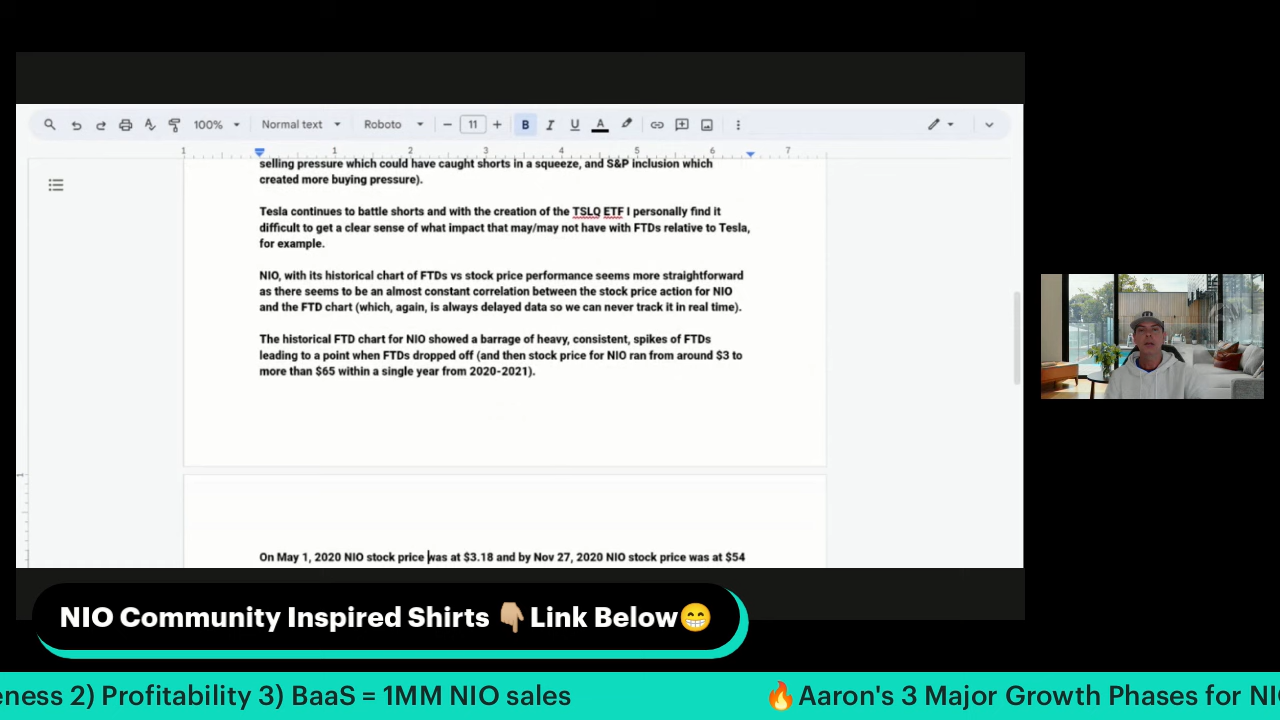 100%
Normal text
Roboto
11
B
I
U
A
1
1
2
3
4
5
6
7
selling pressure which could have caught shorts in a squeeze, and S&P inclusion which
created more buying pressure).
Tesla continues to battle shorts and with the creation of the TSLQ ETF I personally find it
difficult to get a clear sense of what impact that may/may not have with FTDs relative to Tesla,
for example.
NIO, with its historical chart of FTDs vs stock price performance seems more straightforward
as there seems to be an almost constant correlation between the stock price action for NIO
and the FTD chart (which, again, is always delayed data so we can never track it in real time).
The historical FTD chart for NIO showed a barrage of heavy, consistent, spikes of FTDs
leading to a point when FTDs dropped off (and then stock price for NIO ran from around $3 to
more than $65 within a single year from 2020-2021).
On May 1, 2020 NIO stock price was at $3.18 and by Nov 27, 2020 NIO stock price was at $54
NIO Community Inspired Shirts 👇🏼Link Below😁
eness 2) Profitability 3) BaaS = 1MM NIO sales
🔥Aaron's 3 Major Growth Phases for NI